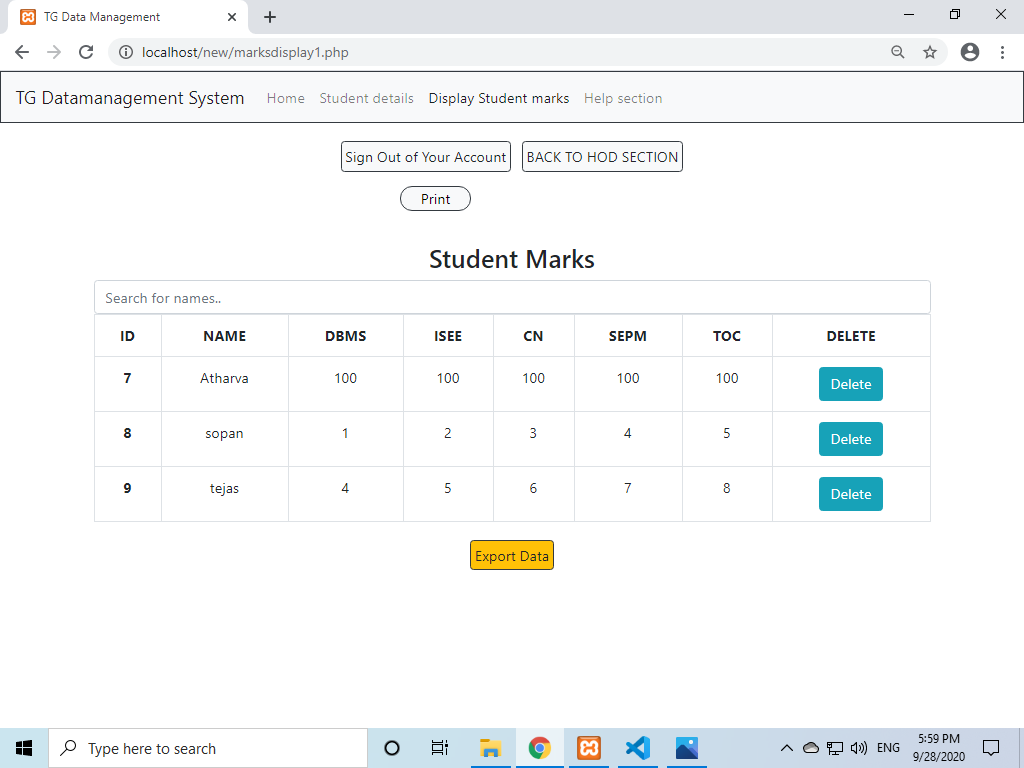 TG Data Management
localhost/new/marksdisplay1.php
TG Datamanagement System Home Student details Display Student marks Help section
Sign Out of Your Account BACK TO HOD SECTION
Print
Student Marks
Search for names..
ID NAME DBMS ISEE CN SEPM TOC DELETE
7 Atharva 100 100 100 100 100 Delete
8 sopan 1 2 3 4 5 Delete
9 tejas 4 5 6 7 8 Delete
Export Data
Type here to search
ENG
5:59 PM
9/28/2020